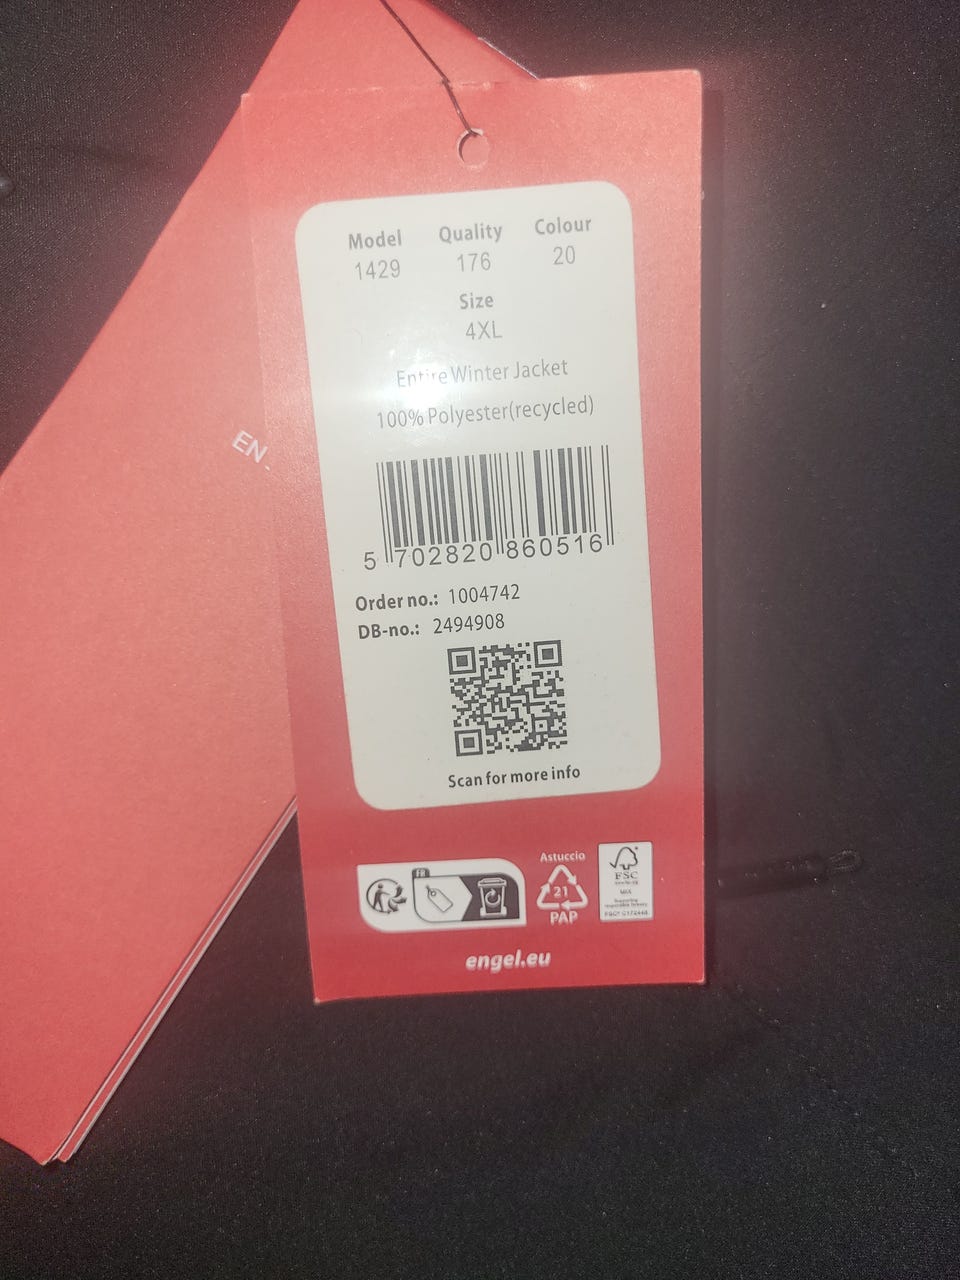 Model Quality Colour
1429 176 20
Size
4XL
Entire Winter Jacket
100% Polyester(recycled)
5 702820 860516
Order no.: 1004742
DB-no.: 2494908
Scan for more info
EN.
FR
Astuccio
21
PAP
FSC
MIX
engel.eu